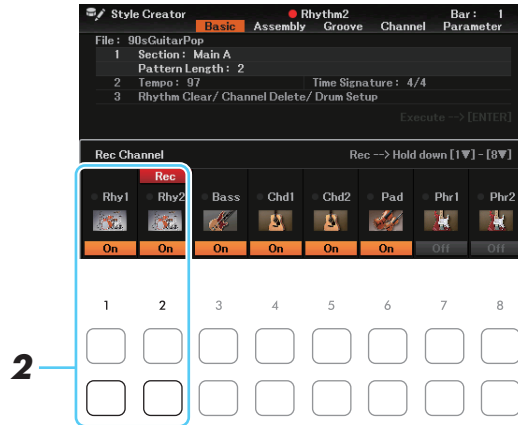 Style Creator Rhythm2 Bar: 1
Basic Assembly Groove Channel Parameter
File: 90sGuitarPop
1 Section: Main A
Pattern Length: 2
2 Tempo: 97 Time Signature: 4/4
3 Rhythm Clear/ Channel Delete/ Drum Setup
Execute --> [ENTER]
Rec Channel Rec --> Hold down [1▼] - [8▼]
Rec
Rhy1 Rhy2 Bass Chd1 Chd2 Pad Phr1 Phr2
On On On On On On Off Off
1 2 3 4 5 6 7 8
2